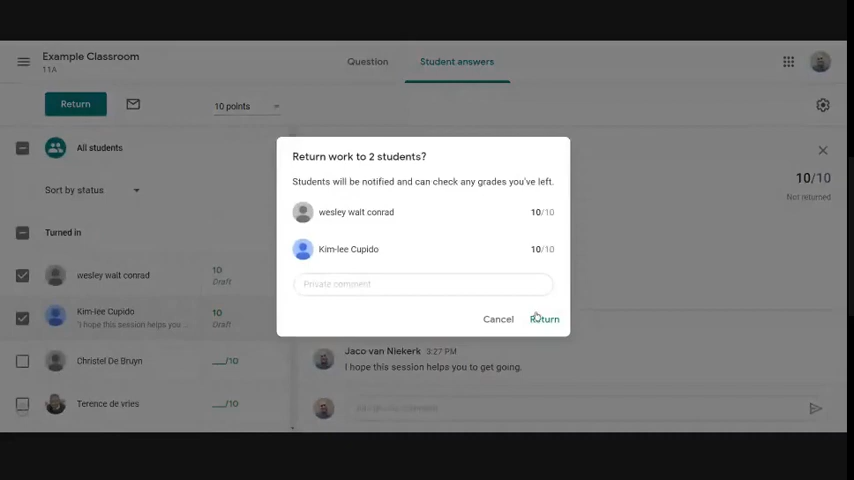 Example Classroom
11A
Question
Student answers
Return
10 points
All students
Sort by status
Turned in
wesley walt conrad
10
Draft
Kim-lee Cupido
"I hope this session helps you ...
10
Draft
Christel De Bruyn
__/10
Terence de vries
__/10
10/10
Not returned
Return work to 2 students?
Students will be notified and can check any grades you've left.
wesley walt conrad
10/10
Kim-lee Cupido
10/10
Private comment
Cancel
Return
Jaco van Niekerk 3:27 PM
I hope this session helps you to get going.